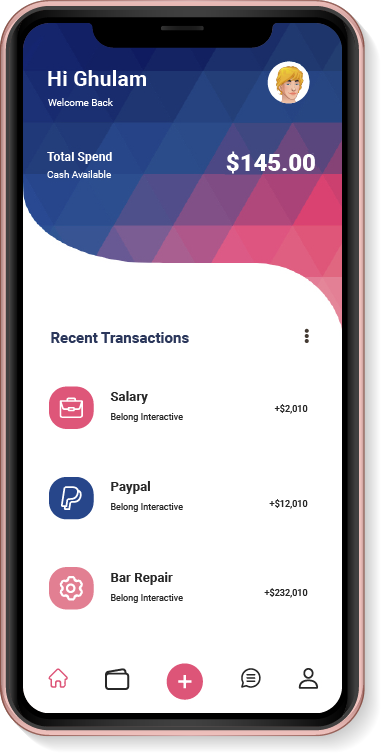 Hi Ghulam
Welcome Back
Total Spend
$145.00
Cash Available
Recent Transactions
Salary
Belong Interactive
+$2,010
Paypal
Belong Interactive
+$12,010
Bar Repair
Belong Interactive
+$232,010